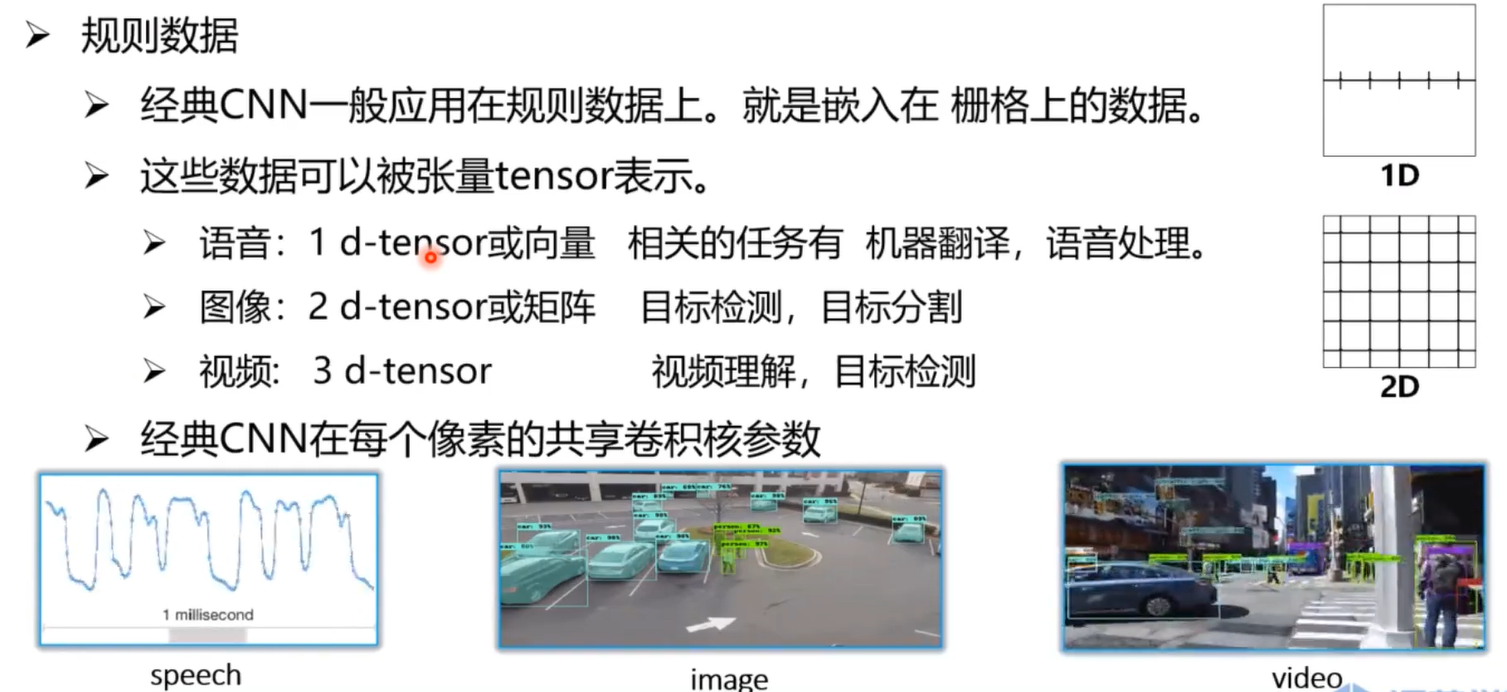 规则数据
经典CNN一般应用在规则数据上。就是嵌入在 栅格上的数据。
1D
这些数据可以被张量tensor表示。
语音：1 d-tensor或向量 相关的任务有 机器翻译，语音处理。
图像：2 d-tensor或矩阵 目标检测，目标分割
视频: 3 d-tensor 视频理解，目标检测
2D
经典CNN在每个像素的共享卷积核参数
1 millisecond
speech
image
video